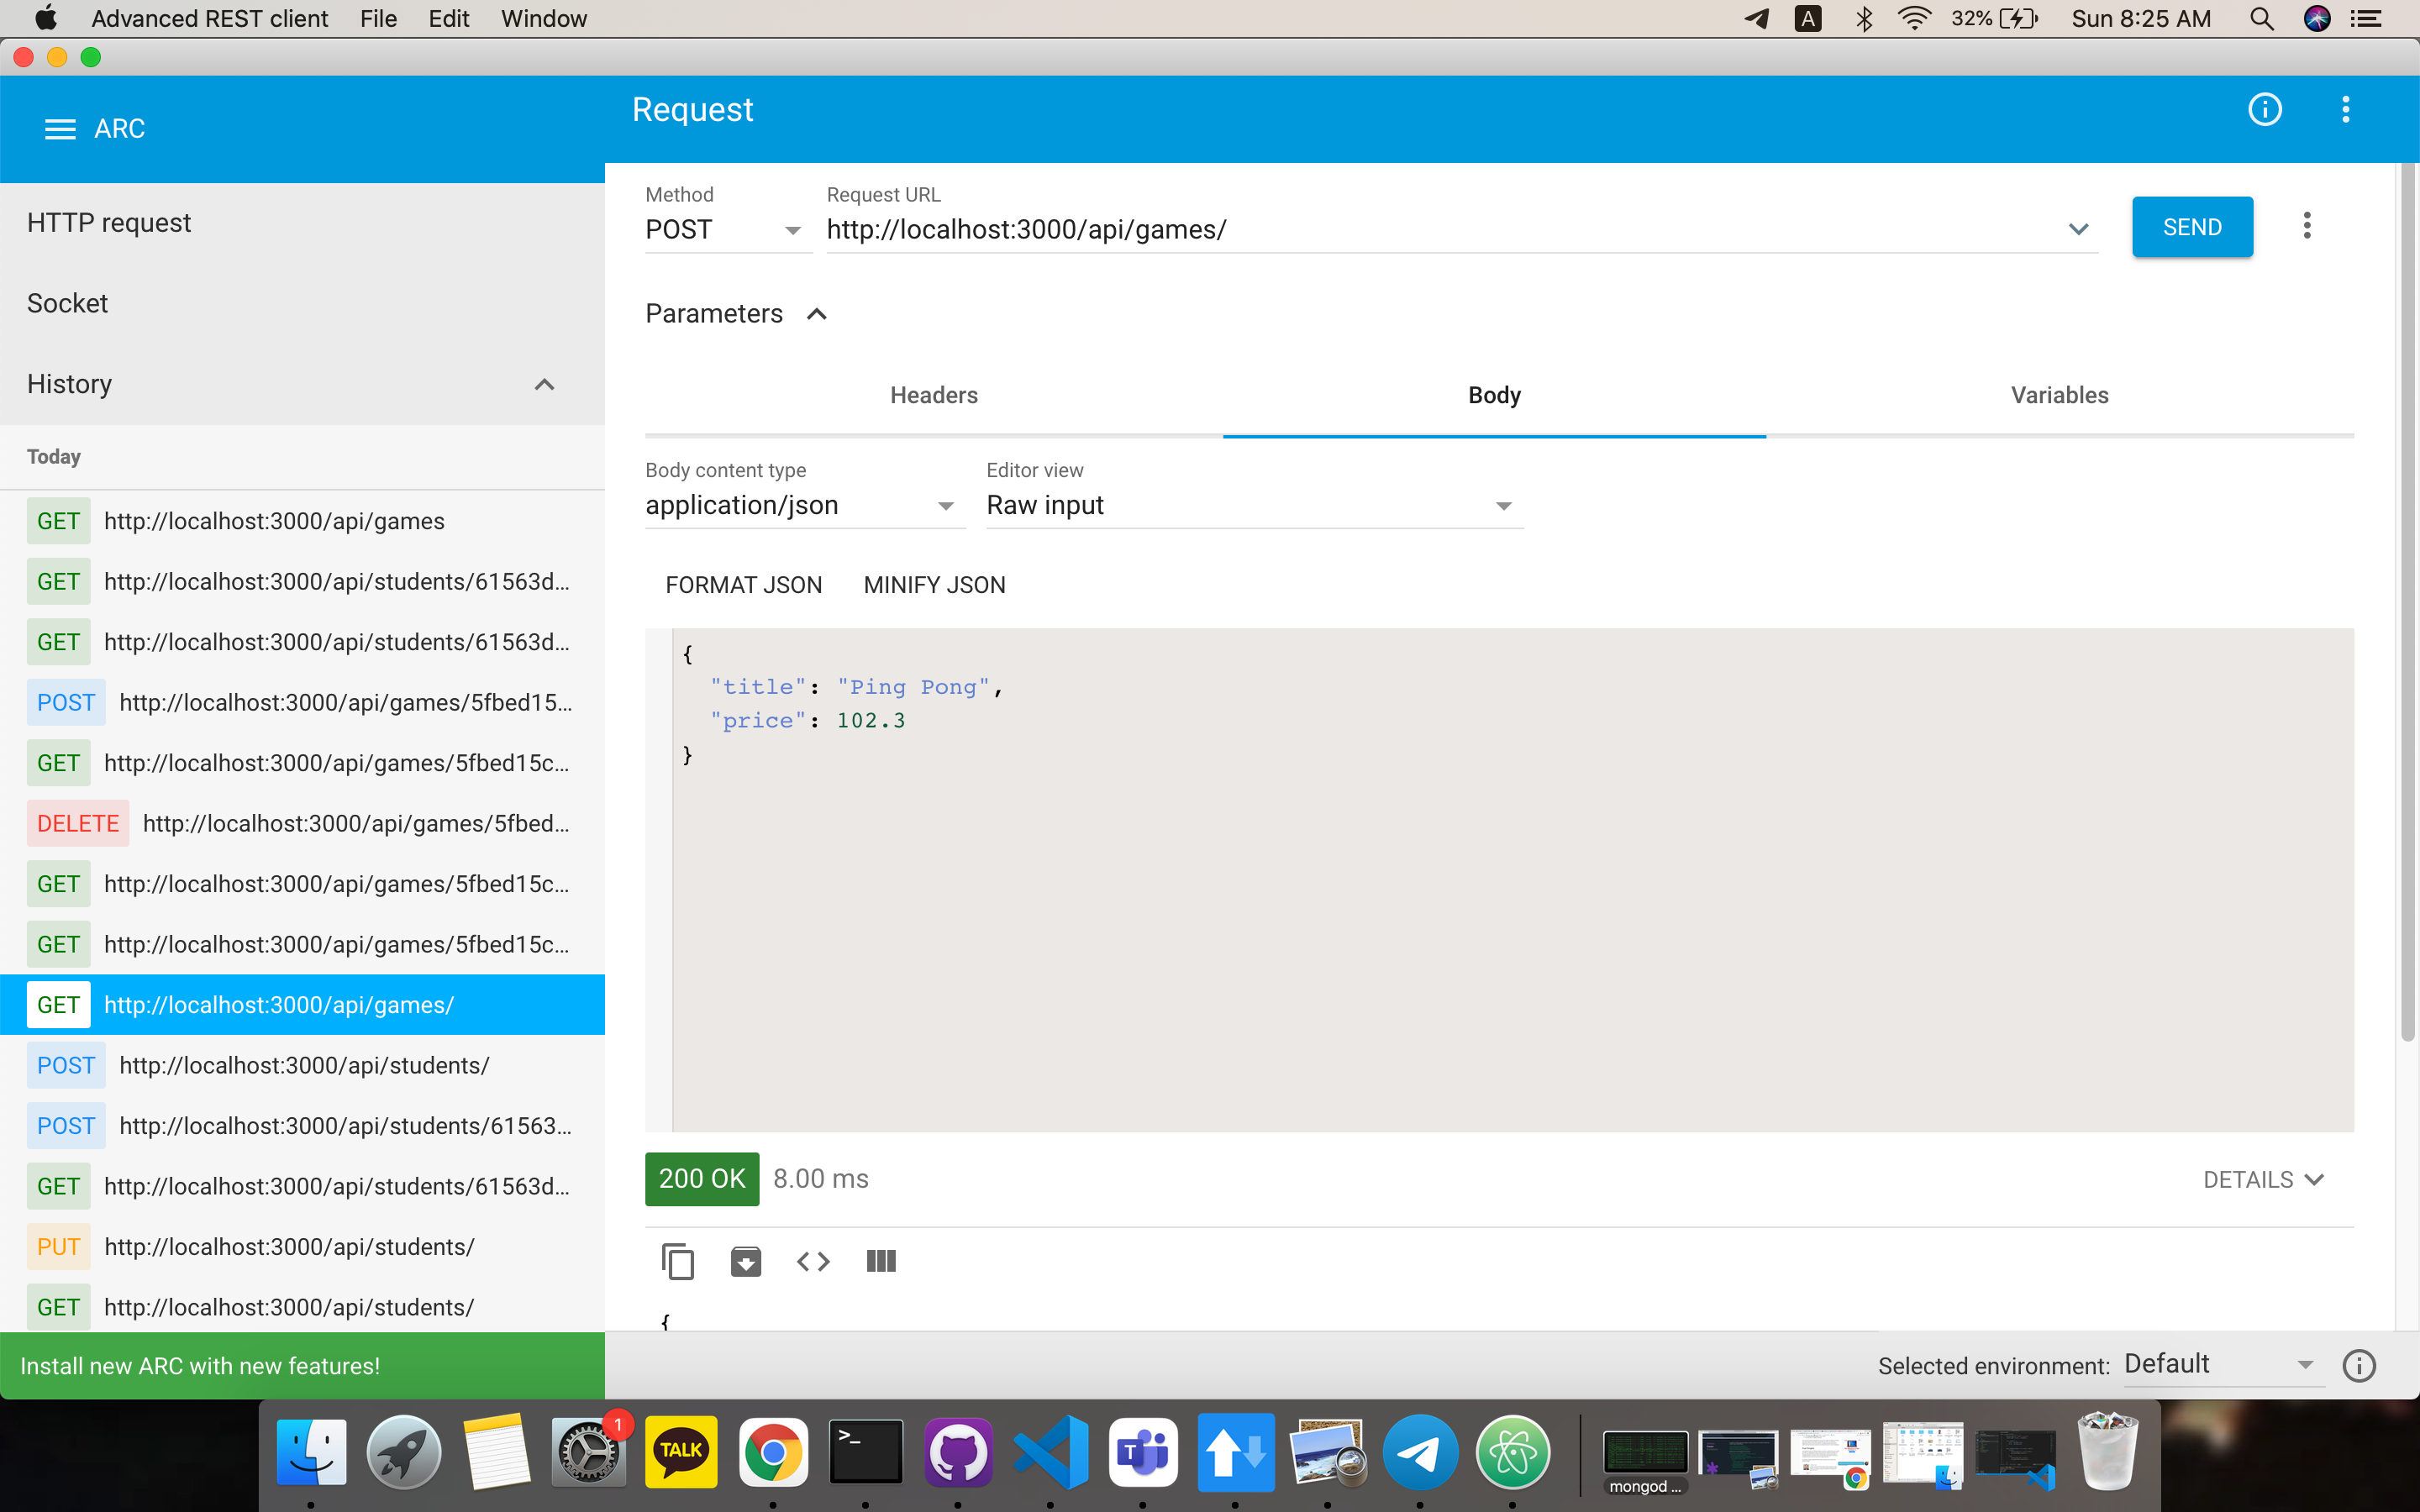 Advanced REST client File Edit Window
A 32% Sun 8:25 AM
ARC
Request
HTTP request
Socket
History
Today
GET http://localhost:3000/api/games
GET http://localhost:3000/api/students/61563d...
GET http://localhost:3000/api/students/61563d...
POST http://localhost:3000/api/games/5fbed15...
GET http://localhost:3000/api/games/5fbed15c...
DELETE http://localhost:3000/api/games/5fbed...
GET http://localhost:3000/api/games/5fbed15c...
GET http://localhost:3000/api/games/5fbed15c...
GET http://localhost:3000/api/games/
POST http://localhost:3000/api/students/
POST http://localhost:3000/api/students/61563...
GET http://localhost:3000/api/students/61563d...
PUT http://localhost:3000/api/students/
GET http://localhost:3000/api/students/
Install new ARC with new features!
Method
POST
Request URL
http://localhost:3000/api/games/
SEND
Parameters
Headers Body Variables
Body content type
application/json
Editor view
Raw input
FORMAT JSON MINIFY JSON
{
"title": "Ping Pong",
"price": 102.3
}
200 OK 8.00 ms DETAILS
{
Selected environment: Default
1
TALK
>_
T
mongod ...